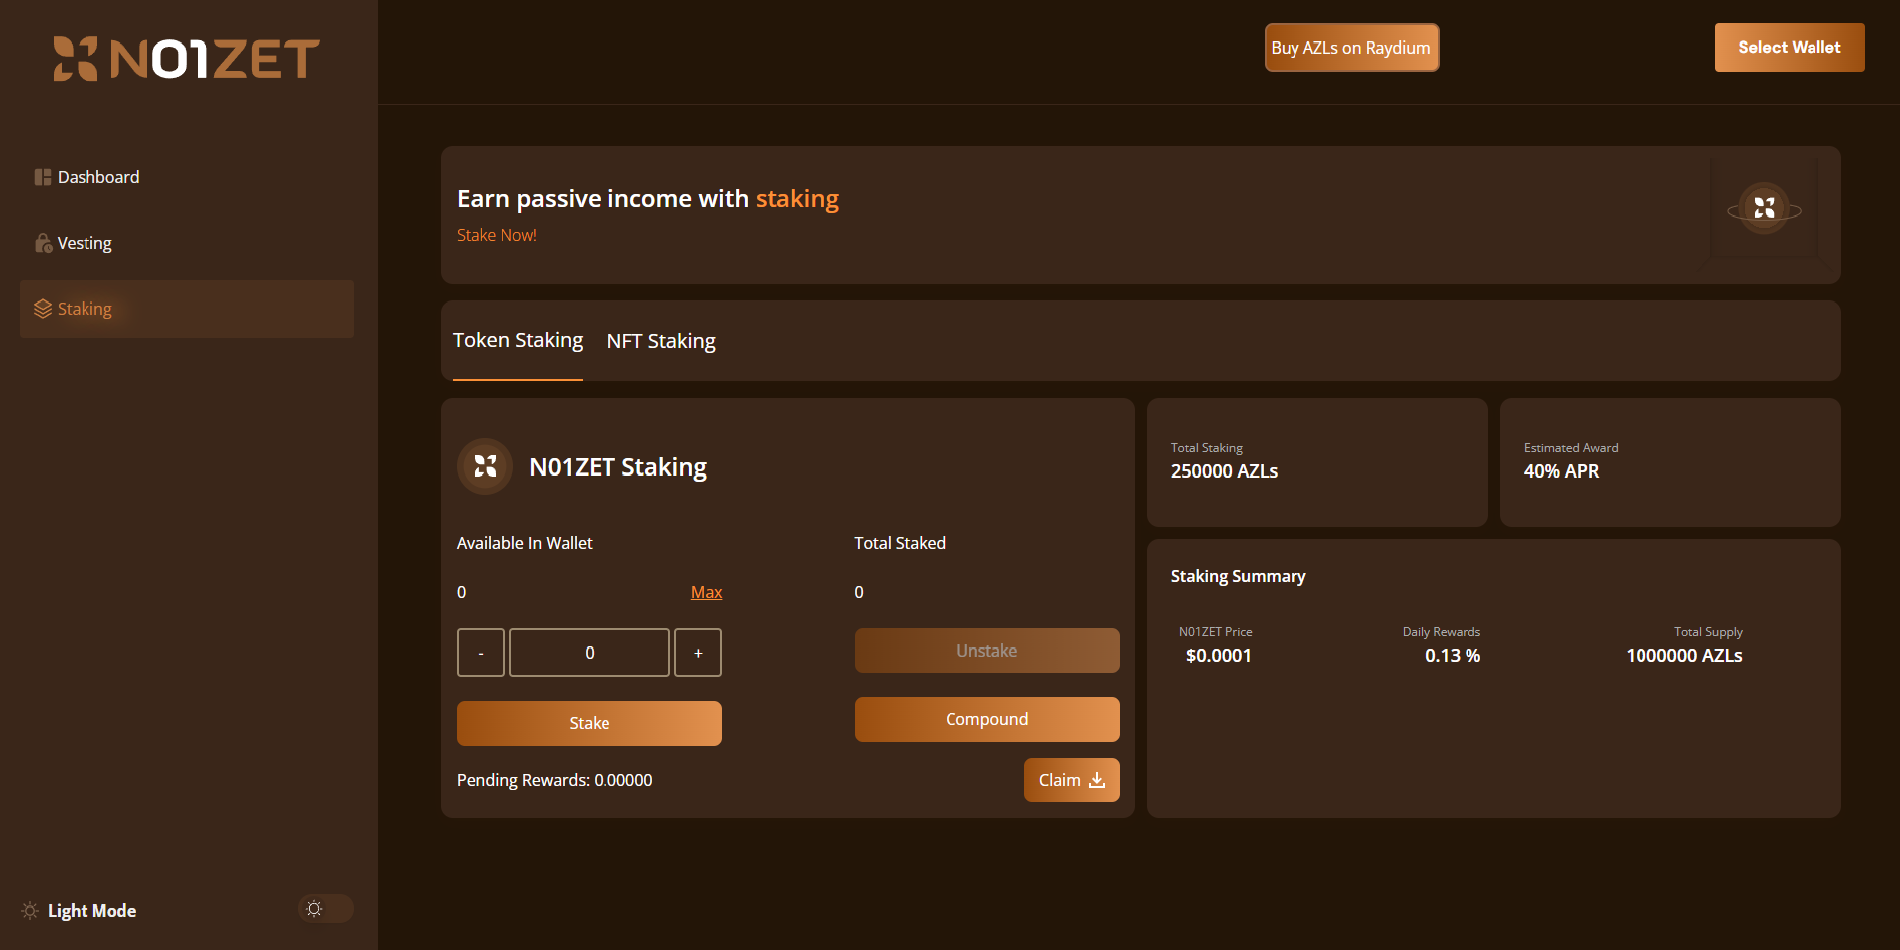 N01ZET
Buy AZLs on Raydium
Select Wallet
Dashboard
Vesting
Staking
Light Mode
Earn passive income with staking
Stake Now!
Token Staking
NFT Staking
N01ZET Staking
Available In Wallet
Total Staked
0
Max
0
-
0
+
Unstake
Stake
Compound
Pending Rewards: 0.00000
Claim
Total Staking
250000 AZLs
Estimated Award
40% APR
Staking Summary
N01ZET Price
$0.0001
Daily Rewards
0.13 %
Total Supply
1000000 AZLs